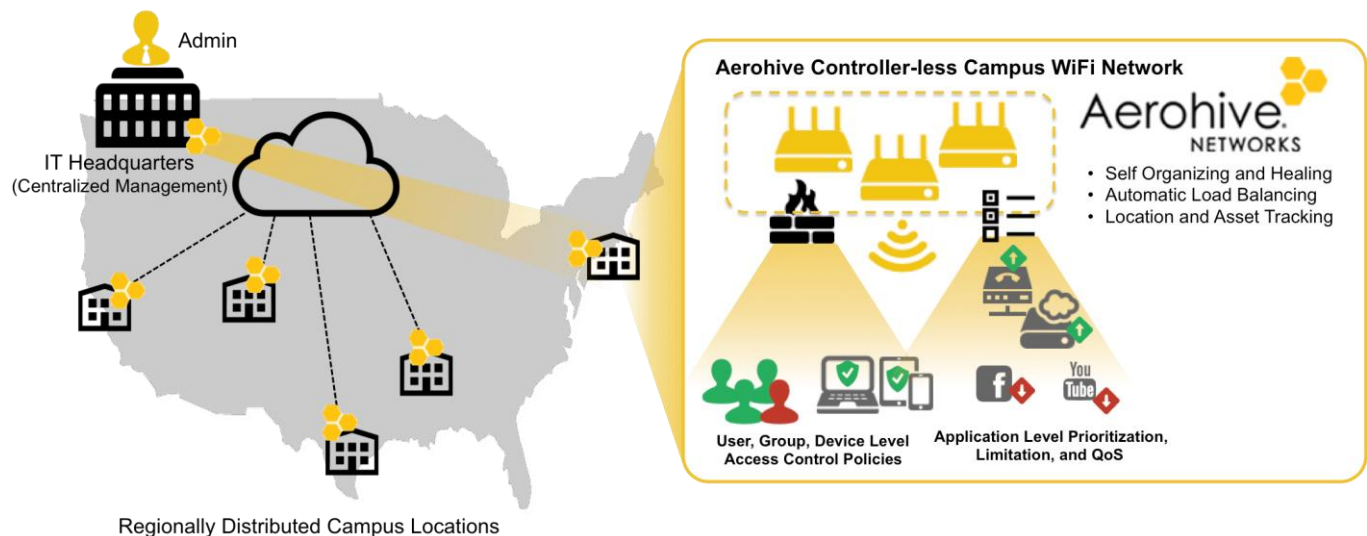 Admin
IT Headquarters
(Centralized Management)
Regionally Distributed Campus Locations
Aerohive Controller-less Campus WiFi Network
Aerohive.
NETWORKS
• Self Organizing and Healing
• Automatic Load Balancing
• Location and Asset Tracking
f
You
Tube
User, Group, Device Level
Access Control Policies
Application Level Prioritization,
Limitation, and QoS